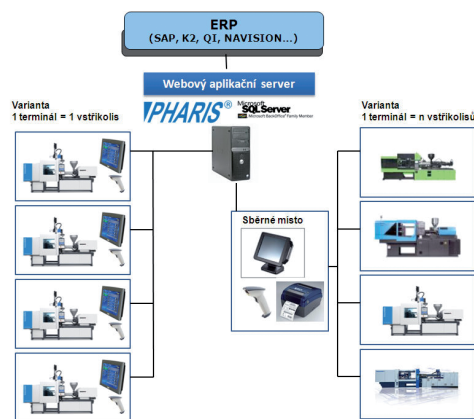 ERP
(SAP, K2, QI, NAVISION...)
Webový aplikační server
PHARIS®
Microsoft
SQL Server
Microsoft BackOffice Family Member
Varianta
1 terminál = 1 vstřikolis
Varianta
1 terminál = n vstřikolisů
Sběrné místo